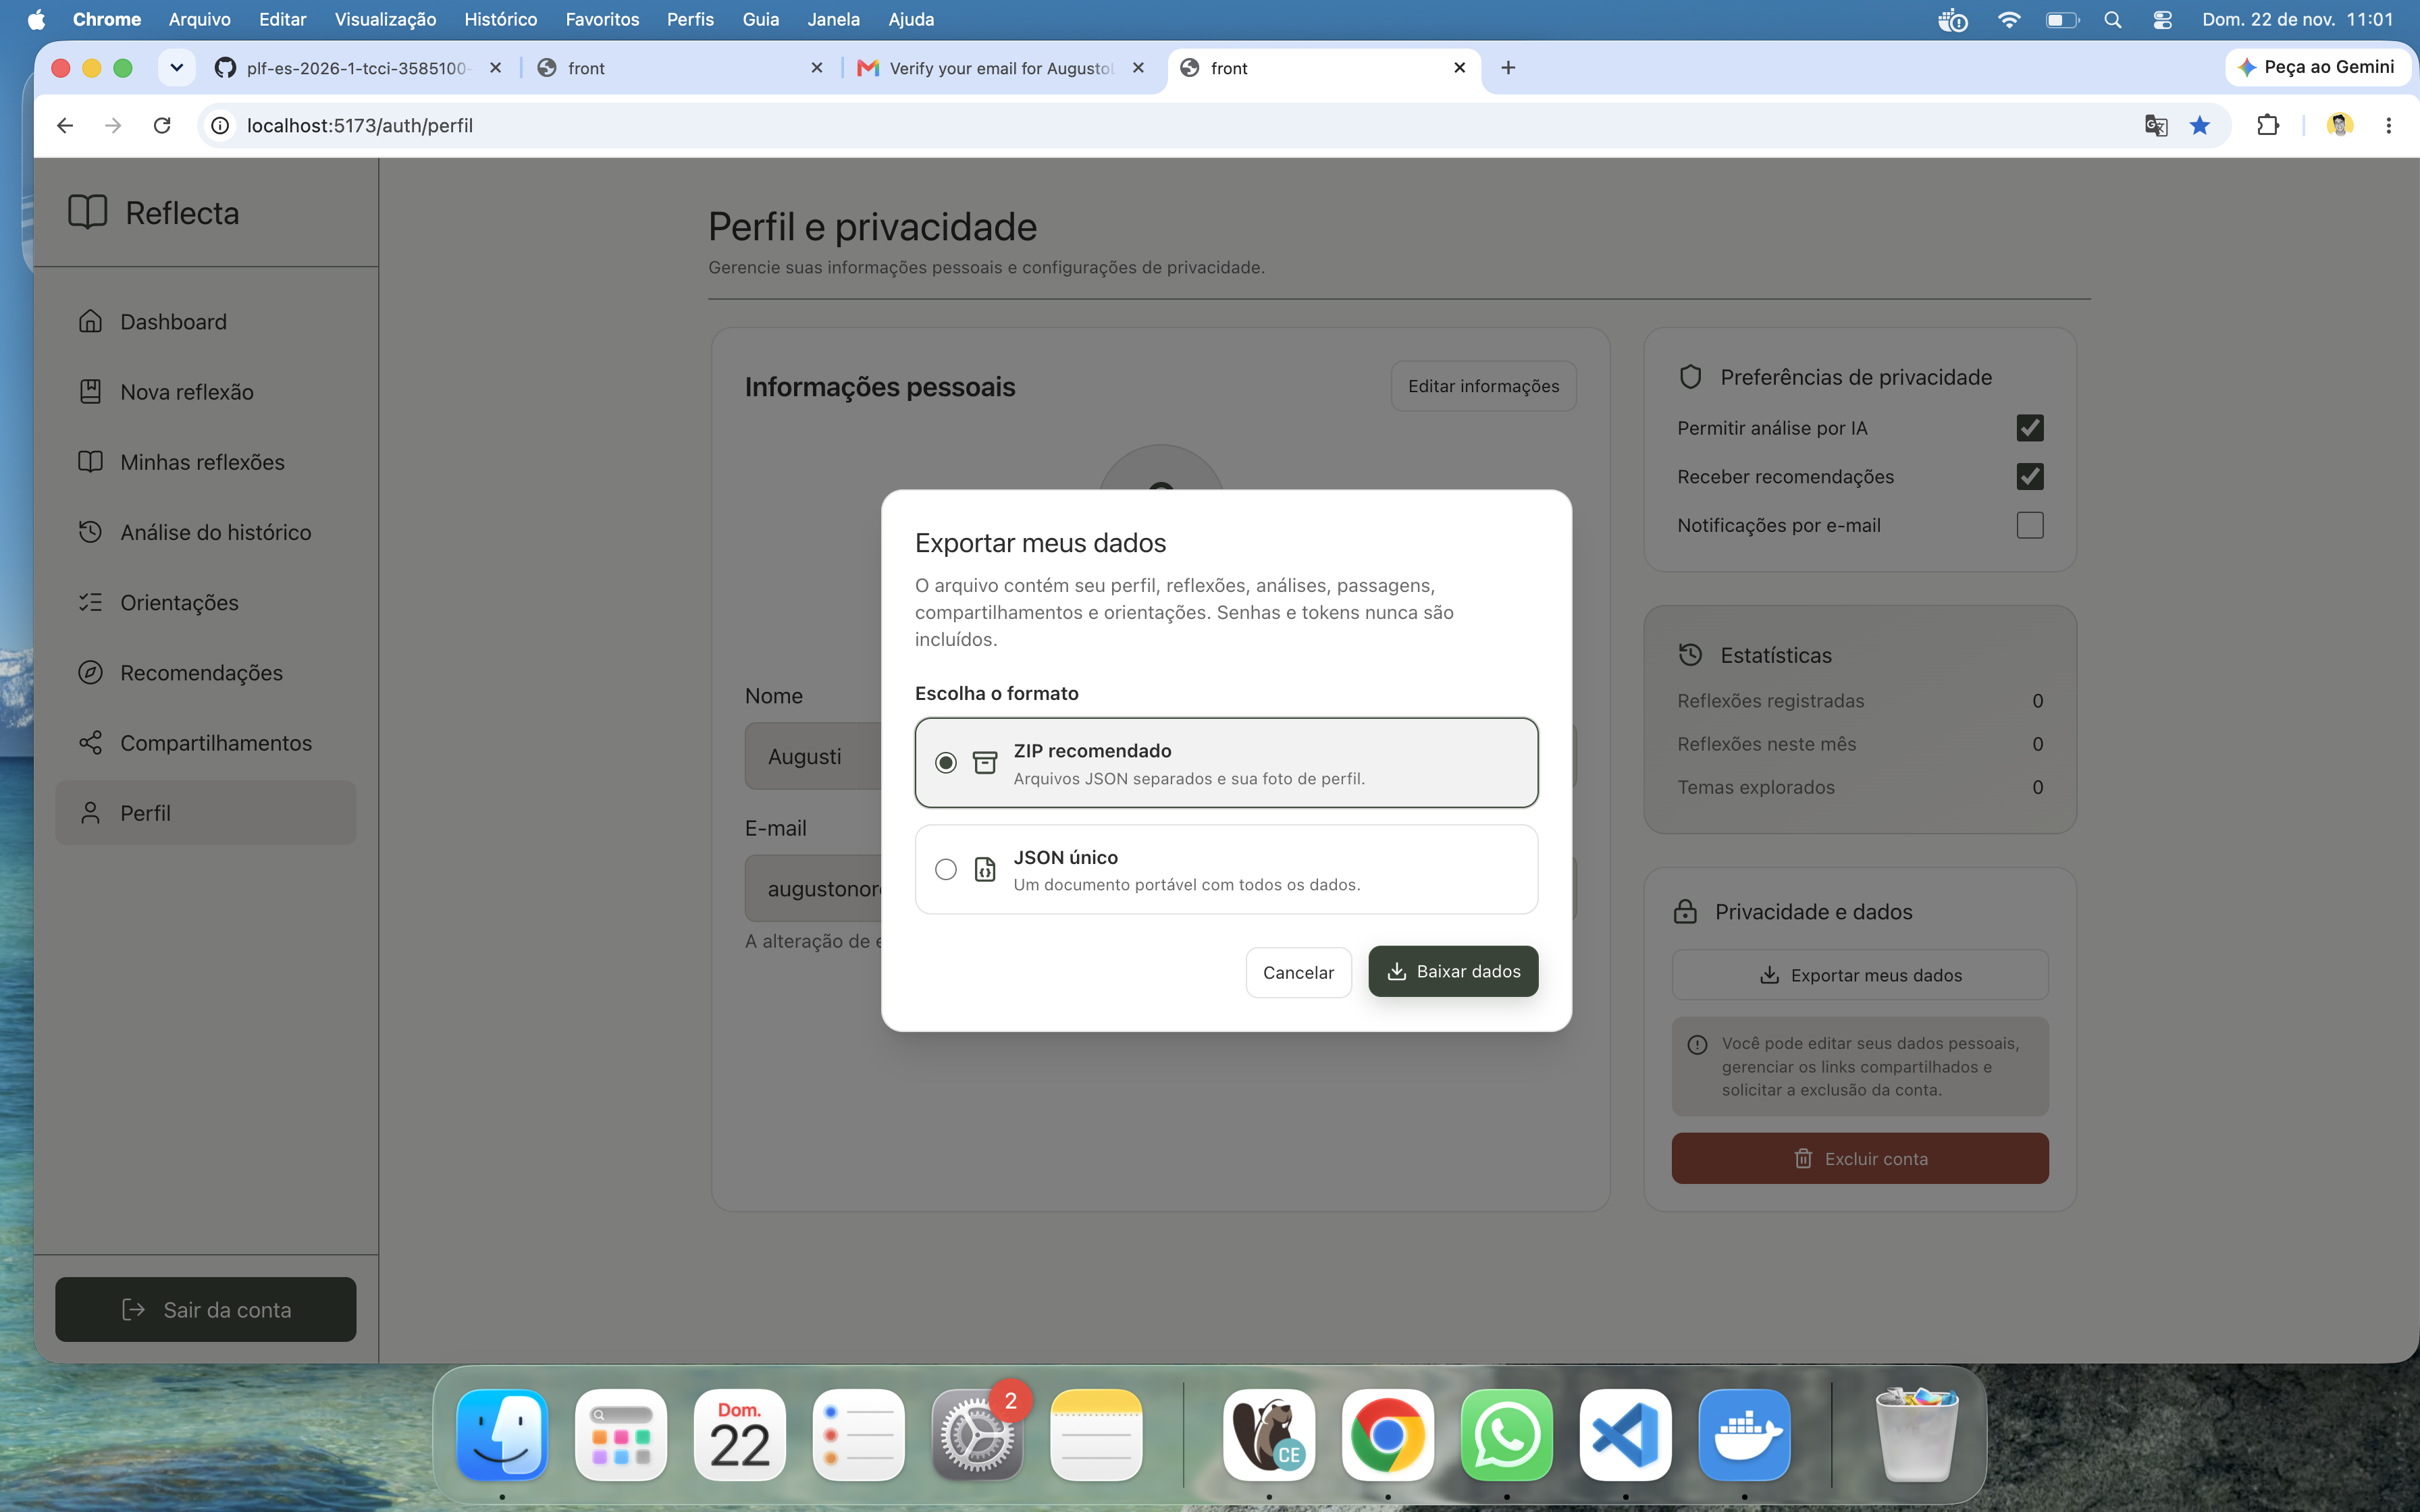 Chrome Arquivo Editar Visualização Histórico Favoritos Perfis Guia Janela Ajuda
Dom. 22 de nov. 11:01
plf-es-2026-1-tcci-3585100-
front
Verify your email for Augusto
front
Peça ao Gemini
localhost:5173/auth/perfil
Reflecta
Dashboard
Nova reflexão
Minhas reflexões
Análise do histórico
Orientações
Recomendações
Compartilhamentos
Perfil
Sair da conta
Perfil e privacidade
Gerencie suas informações pessoais e configurações de privacidade.
Informações pessoais
Editar informações
Nome
Augusti
E-mail
augustonor
A alteração de e
Exportar meus dados
O arquivo contém seu perfil, reflexões, análises, passagens,
compartilhamentos e orientações. Senhas e tokens nunca são
incluídos.
Escolha o formato
ZIP recomendado
Arquivos JSON separados e sua foto de perfil.
JSON único
Um documento portável com todos os dados.
Cancelar
Baixar dados
Preferências de privacidade
Permitir análise por IA
Receber recomendações
Notificações por e-mail
Estatísticas
Reflexões registradas 0
Reflexões neste mês 0
Temas explorados 0
Privacidade e dados
Exportar meus dados
Você pode editar seus dados pessoais,
gerenciar os links compartilhados e
solicitar a exclusão da conta.
Excluir conta
Dom.
22
2
CE